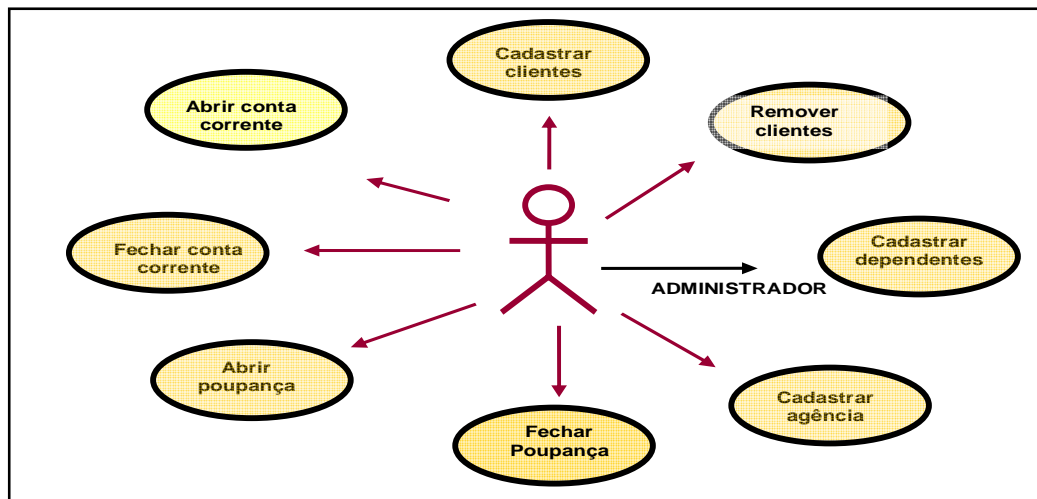 Cadastrar
clientes
Abrir conta
corrente
Remover
clientes
Fechar conta
corrente
Cadastrar
dependentes
ADMINISTRADOR
Abrir
poupança
Cadastrar
agência
Fechar
Poupança